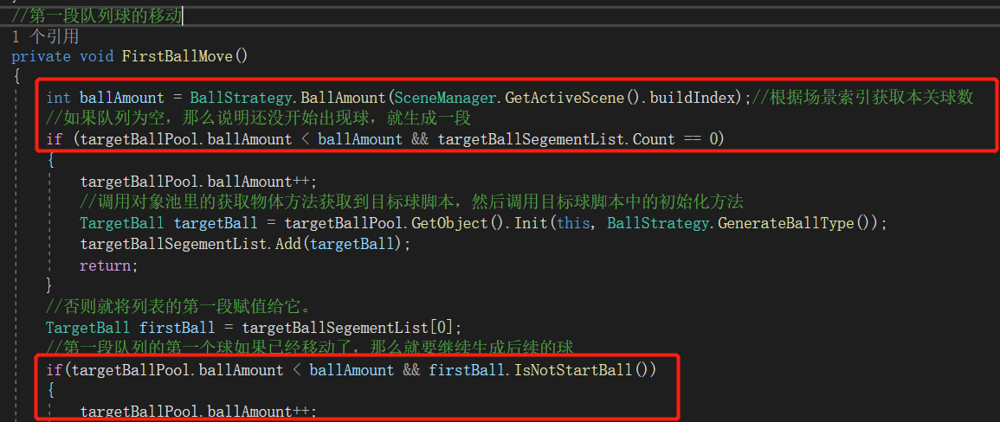 //第一段队列球的移动
1 个引用
private void FirstBallMove()
{
int ballAmount = BallStrategy.BallAmount(SceneManager.GetActiveScene().buildIndex);//根据场景索引获取本关球数
//如果队列为空，那么说明还没开始出现球，就生成一段
if (targetBallPool.ballAmount < ballAmount && targetBallSegementList.Count == 0)
{
targetBallPool.ballAmount++;
//调用对象池里的获取物体方法获取到目标球脚本，然后调用目标球脚本中的初始化方法
TargetBall targetBall = targetBallPool.GetObject().Init(this, BallStrategy.GenerateBallType());
targetBallSegementList.Add(targetBall);
return;
}
//否则就将列表的第一段赋值给它。
TargetBall firstBall = targetBallSegementList[0];
//第一段队列的第一个球如果已经移动了，那么就要继续生成后续的球
if(targetBallPool.ballAmount < ballAmount && firstBall.IsNotStartBall())
{
targetBallPool.ballAmount++;